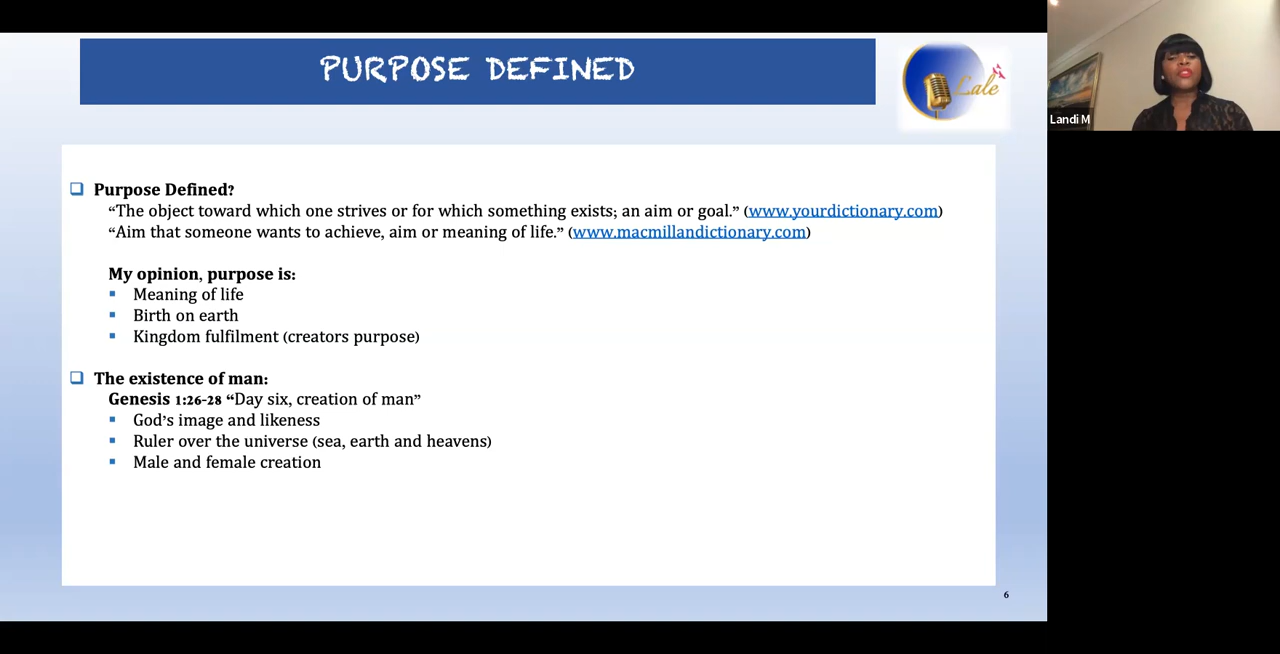 PURPOSE DEFINED
Lale
Landi M
Purpose Defined?
“The object toward which one strives or for which something exists; an aim or goal.” (www.yourdictionary.com)
“Aim that someone wants to achieve, aim or meaning of life.” (www.macmillandictionary.com)
My opinion, purpose is:
Meaning of life
Birth on earth
Kingdom fulfilment (creators purpose)
The existence of man:
Genesis 1:26-28 “Day six, creation of man”
God’s image and likeness
Ruler over the universe (sea, earth and heavens)
Male and female creation
6